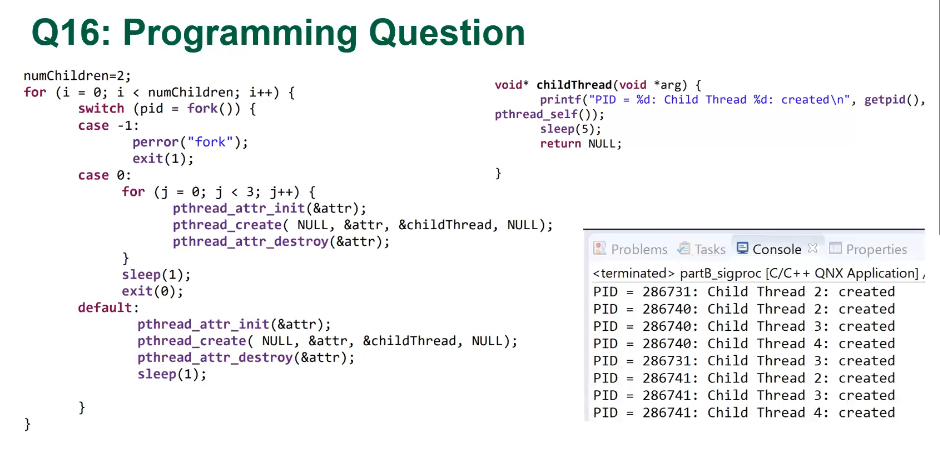 Q16: Programming Question
numChildren=2;
for (i = 0; i < numChildren; i++) {
switch (pid = fork()) {
case -1:
perror("fork");
exit(1);
case 0:
for (j = 0; j < 3; j++) {
pthread_attr_init(&attr);
pthread_create( NULL, &attr, &childThread, NULL);
pthread_attr_destroy(&attr);
}
sleep(1);
exit(0);
default:
pthread_attr_init(&attr);
pthread_create( NULL, &attr, &childThread, NULL);
pthread_attr_destroy(&attr);
sleep(1);
}
}
void* childThread(void *arg) {
printf("PID = %d: Child Thread %d: created\n", getpid(),
pthread_self());
sleep(5);
return NULL;
}
Problems Tasks Console Properties
<terminated> partB_sigproc [C/C++ QNX Application] /
PID = 286731: Child Thread 2: created
PID = 286740: Child Thread 2: created
PID = 286740: Child Thread 3: created
PID = 286740: Child Thread 4: created
PID = 286731: Child Thread 3: created
PID = 286741: Child Thread 2: created
PID = 286741: Child Thread 3: created
PID = 286741: Child Thread 4: created